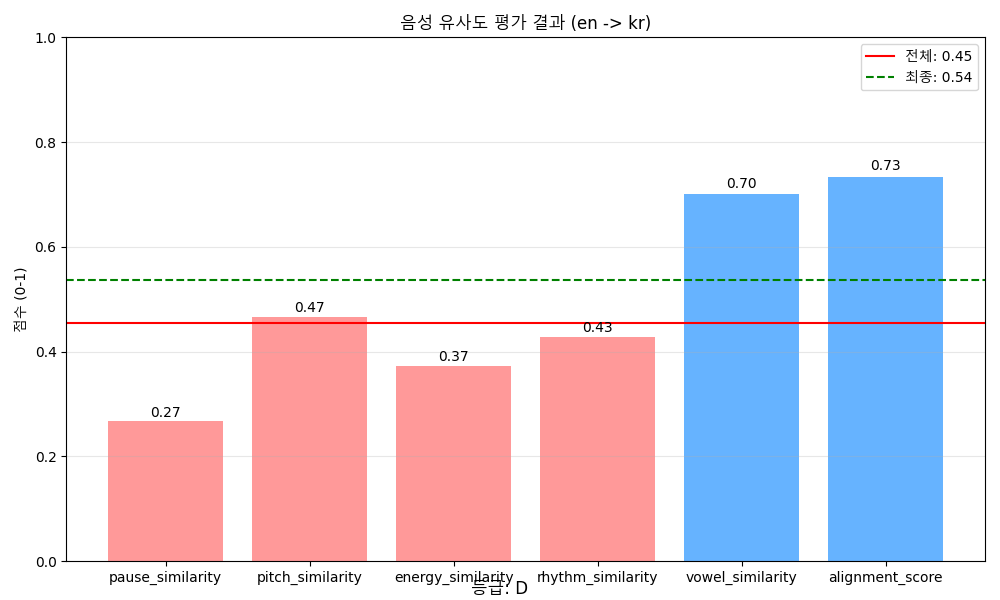 음성 유사도 평가 결과 (en -> kr)
전체: 0.45
최종: 0.54
점수 (0-1)
1.0
0.8
0.6
0.4
0.2
0.0
0.27
0.47
0.37
0.43
0.70
0.73
pause_similarity
pitch_similarity
energy_similarity
rhythm_similarity
vowel_similarity
alignment_score
등급: D